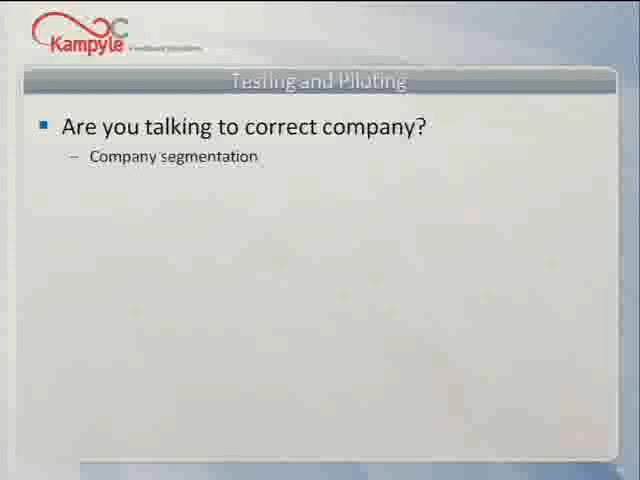 Kampyle
Testing and Piloting
Are you talking to correct company?
– Company segmentation